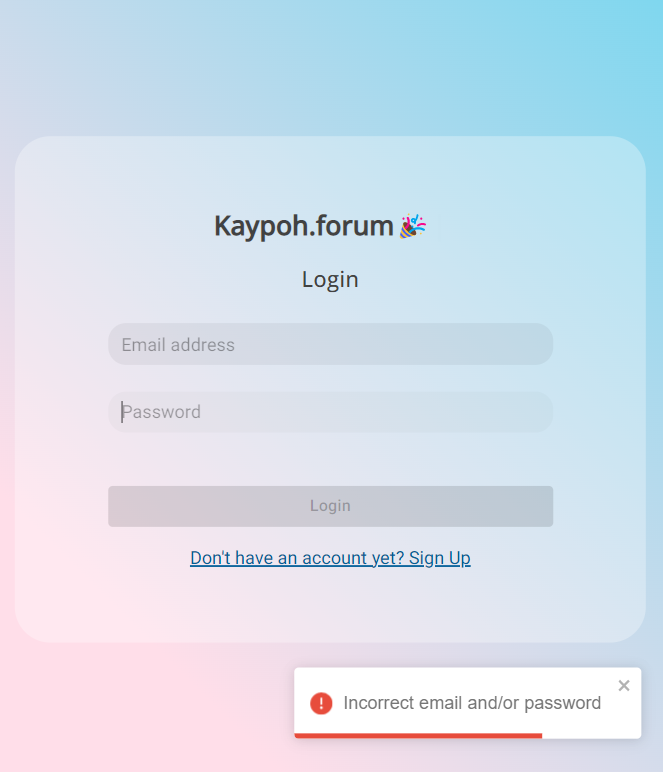 Kaypoh.forum 🎉
Login
Email address
Password
Login
Don't have an account yet? Sign Up
Incorrect email and/or password